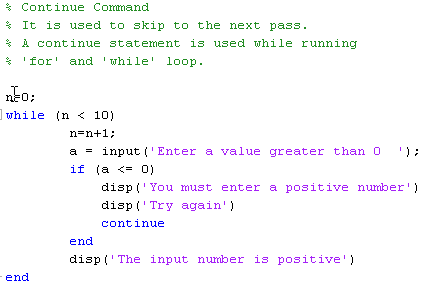 % Continue Command
% It is used to skip to the next pass.
% A continue statement is used while running
% 'for' and 'while' loop.
n=0;
while (n < 10)
n=n+1;
a = input('Enter a value greater than 0  ');
if (a <= 0)
disp('You must enter a positive number')
disp('Try again')
continue
end
disp('The input number is positive')
end